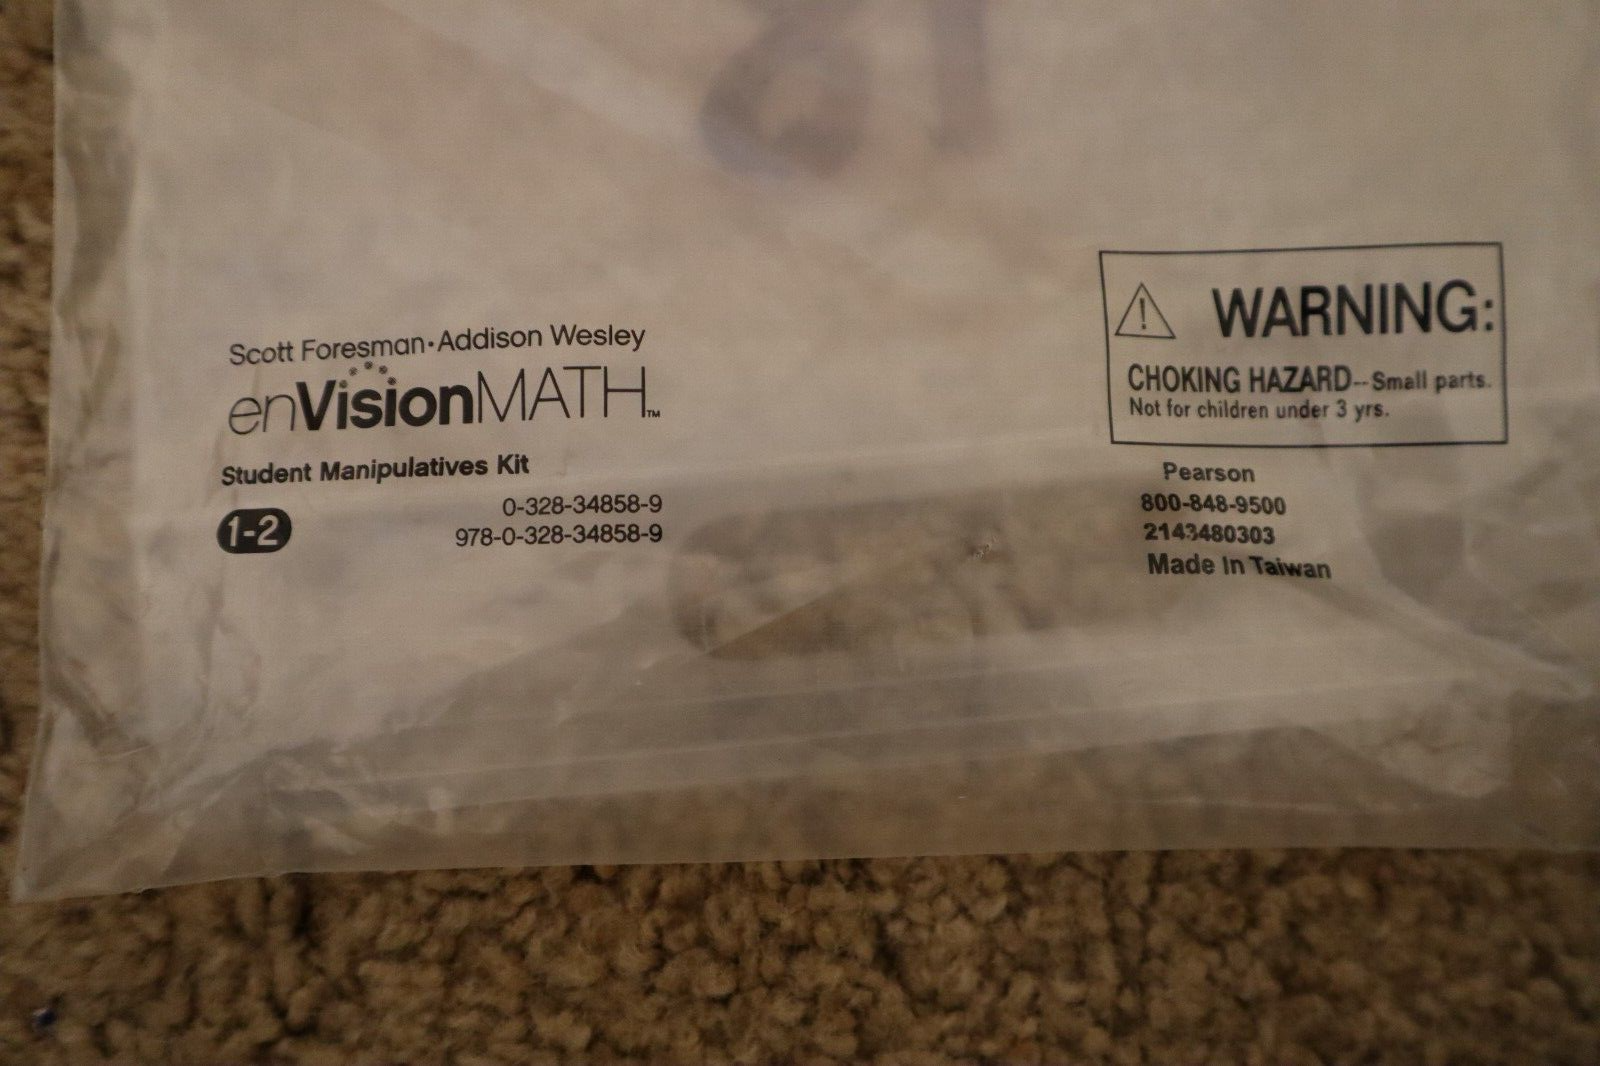 Scott Foresman•Addison Wesley
enVisionMATH™
Student Manipulatives Kit
1-2
0-328-34858-9
978-0-328-34858-9
WARNING:
CHOKING HAZARD--Small parts.
Not for children under 3 yrs.
Pearson
800-848-9500
2143480303
Made In Taiwan